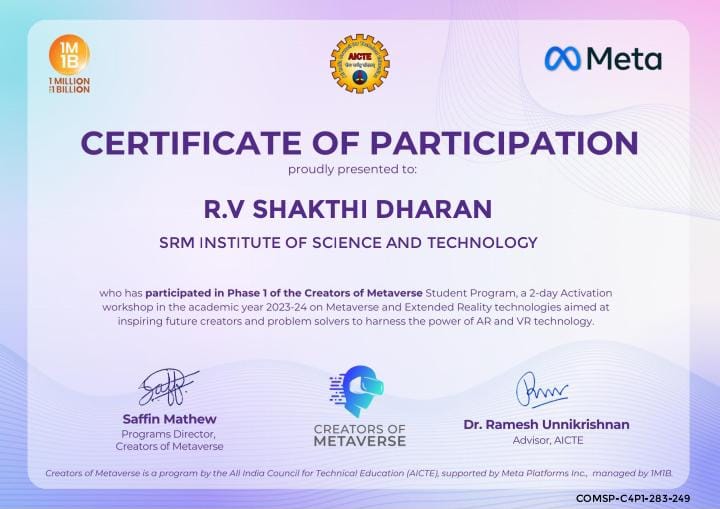 1M
1B
1 MILLION
FOR 1 BILLION
AICTE
Meta
CERTIFICATE OF PARTICIPATION
proudly presented to:
R.V SHAKTHI DHARAN
SRM INSTITUTE OF SCIENCE AND TECHNOLOGY
who has participated in Phase 1 of the Creators of Metaverse Student Program, a 2-day Activation
workshop in the academic year 2023-24 on Metaverse and Extended Reality technologies aimed at
inspiring future creators and problem solvers to harness the power of AR and VR technology.
Saffin Mathew
Programs Director,
Creators of Metaverse
CREATORS OF
METAVERSE
Dr. Ramesh Unnikrishnan
Advisor, AICTE
Creators of Metaverse is a program by the All India Council for Technical Education (AICTE), supported by Meta Platforms Inc., managed by 1M1B.
COMSP-C4P1-283-249